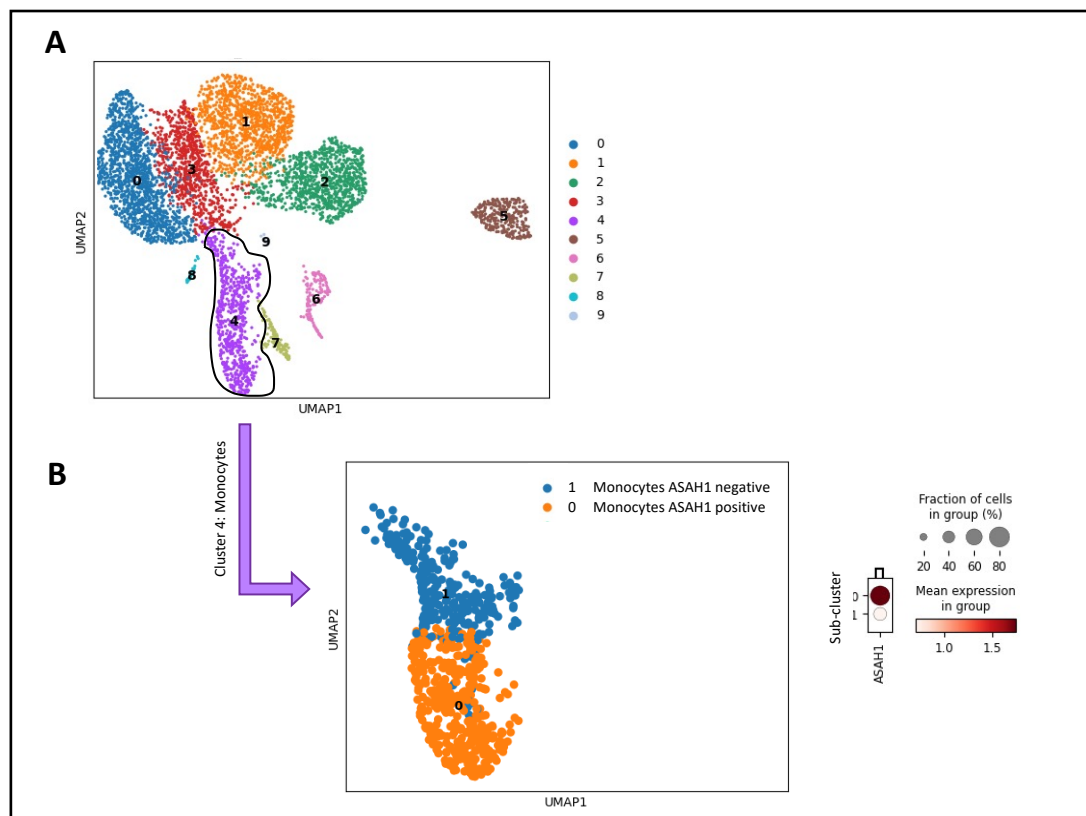 A
UMAP2
0
1
2
3
4
5
6
7
8
9
UMAP1
0
1
2
3
4
5
6
7
8
9
B
Cluster 4: Monocytes
UMAP2
1 Monocytes ASAH1 negative
0 Monocytes ASAH1 positive
1
0
UMAP1
Fraction of cells
in group (%)
20 40 60 80
Mean expression
in group
1.0 1.5
Sub-cluster
0
1
ASAH1